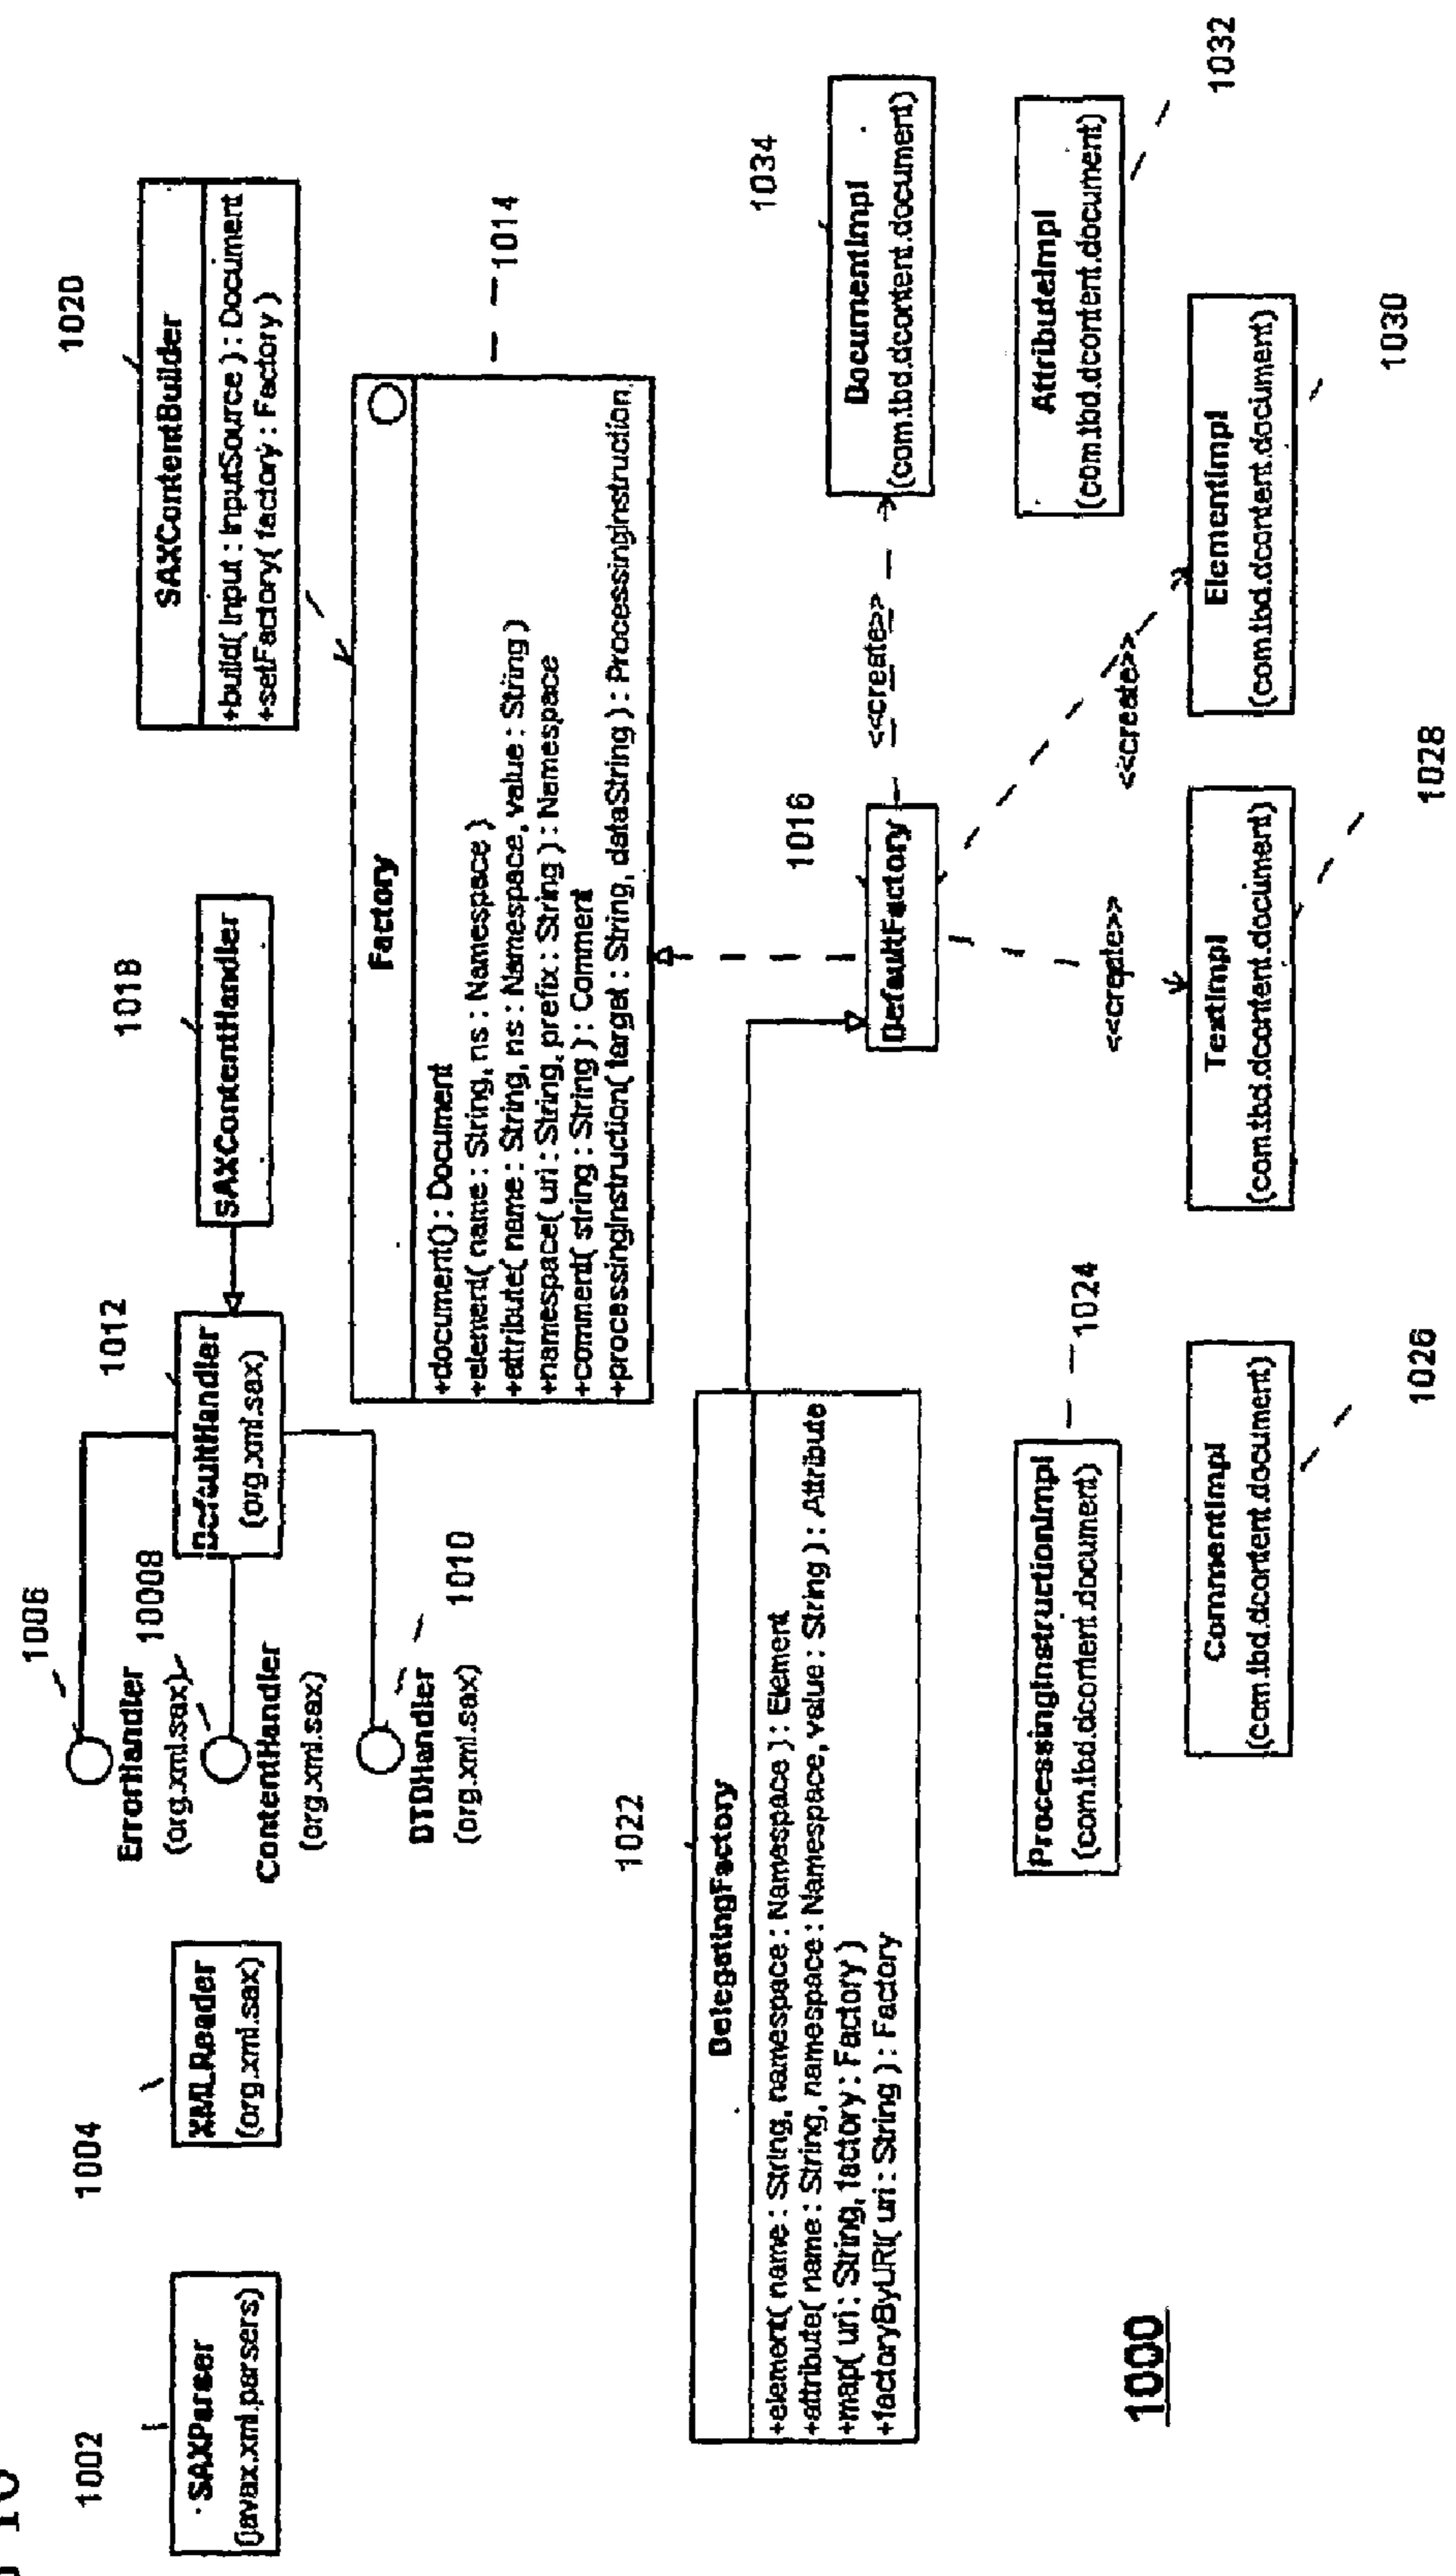 10
1002
SAXParser
(javax.xml.parsers)
1004
XMLReader
(org.xml.sax)
1006
ErrorHandler
(org.xml.sax)
10008
ContentHandler
(org.xml.sax)
1010
DTDHandler
(org.xml.sax)
1012
DefaultHandler
(org.xml.sax)
1018
SAXContentHandler
1020
SAXContentBuilder
+build( Input : InputSource ) : Document
+setFactory( factory : Factory )
1014
Factory
+document() : Document
+element( name : String, ns : Namespace )
+attribute( name : String, ns : Namespace, value : String )
+namespace( uri : String, prefix : String ) : Namespace
+comment( string : String ) : Comment
+processingInstruction( target : String, dataString ) : ProcessingInstruction
1022
DelegatingFactory
+element( name : String, namespace : Namespace ) : Element
+attribute( name : String, namespace : Namespace, value : String ) : Attribute
+map( uri : String, factory : Factory )
+factoryByURI( uri : String ) : Factory
1016
DefaultFactory
<<create>>
<<create>>
<<create>>
1034
DocumentImpl
(com.tbd.dcontent.document)
1024
ProcessingInstructionImpl
(com.tbd.dcontent.document)
AttributeImpl
(com.tbd.dcontent.document)
1032
CommentImpl
(com.tbd.dcontent.document)
1026
TextImpl
(com.tbd.dcontent.document)
1028
ElementImpl
(com.tbd.dcontent.document)
1030
1000